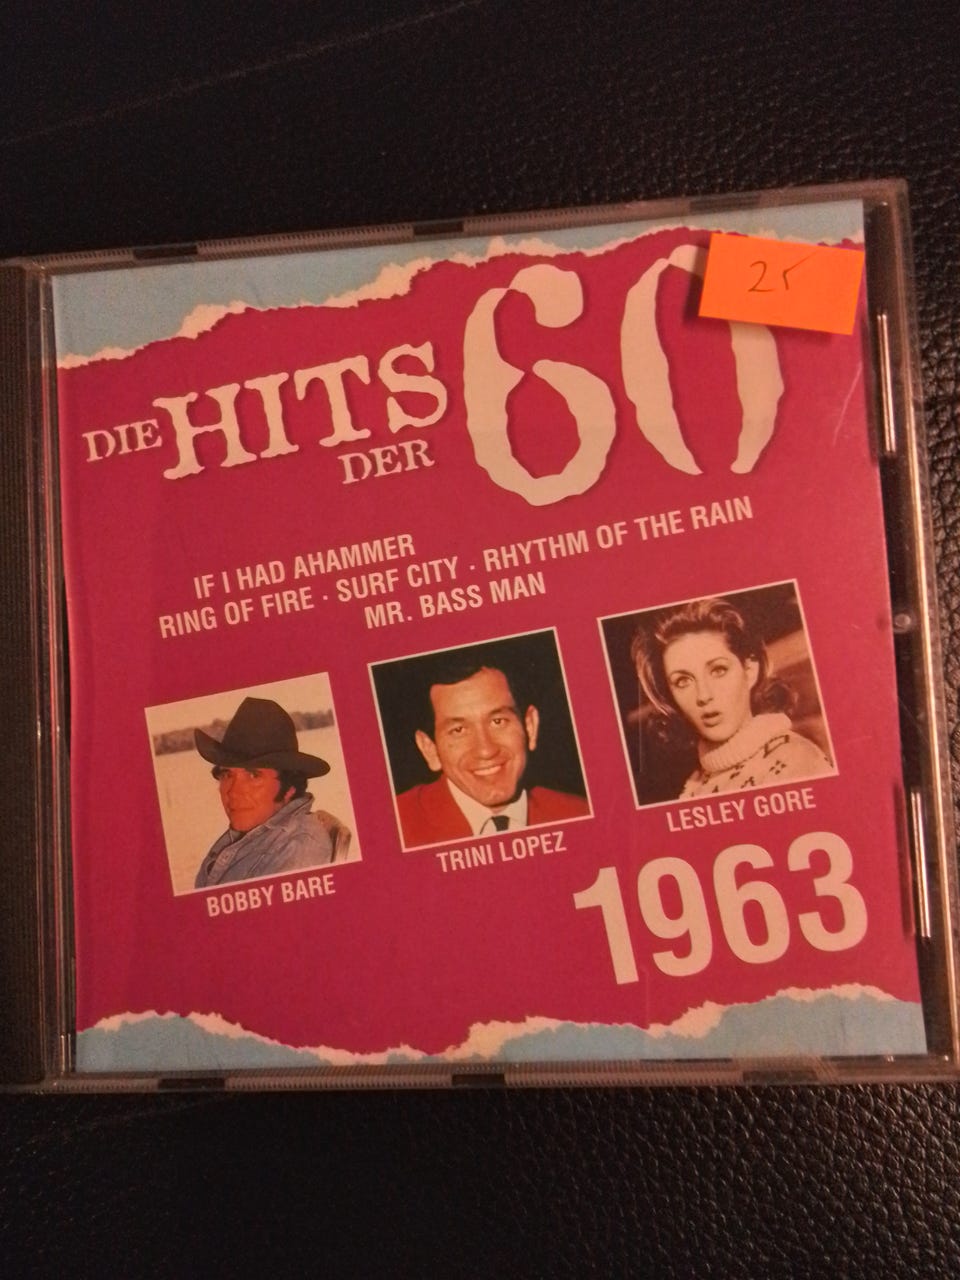 25
DIE HITS DER 60
IF I HAD AHAMMER
RING OF FIRE · SURF CITY · RHYTHM OF THE RAIN
MR. BASS MAN
BOBBY BARE
TRINI LOPEZ
LESLEY GORE
1963